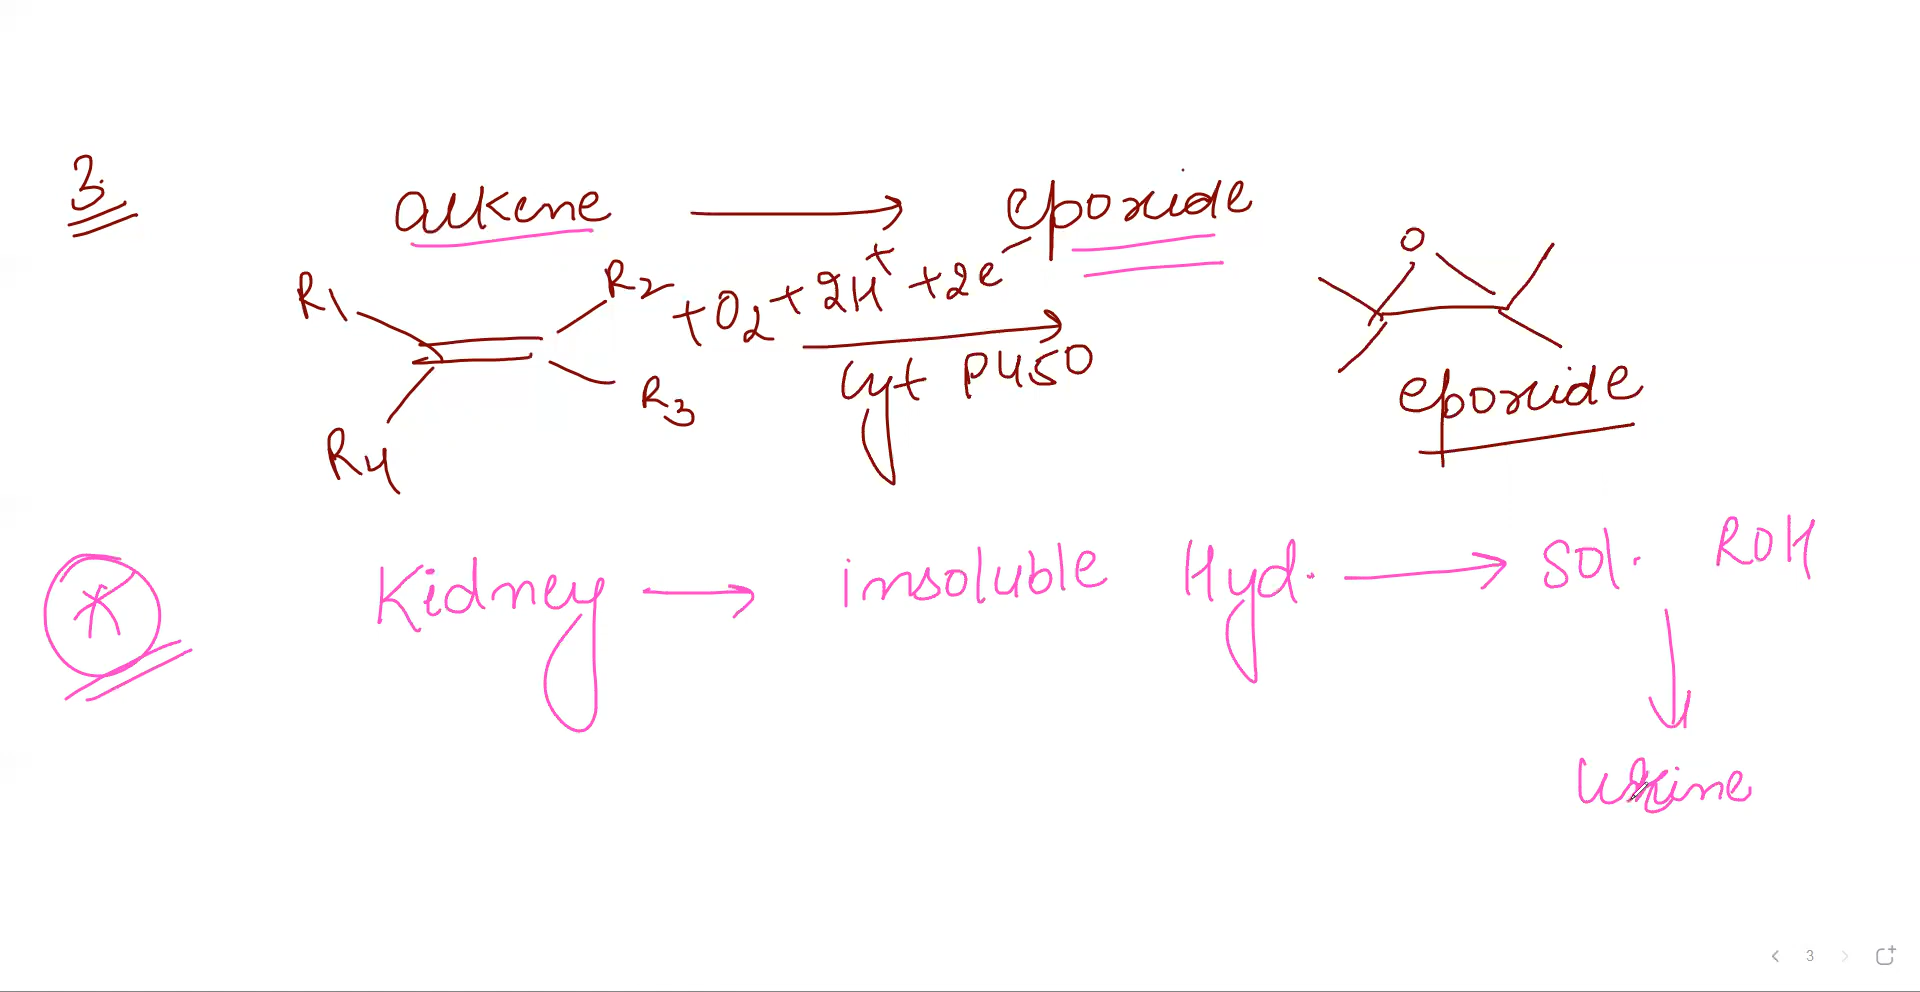 3.
alkene → epoxide
R1 R2 R3 R4 + O2 + 2H+ + 2e- → Cyt P450
O
epoxide
* Kidney → insoluble Hyd. → Sol. ROH
↓
Urine
3